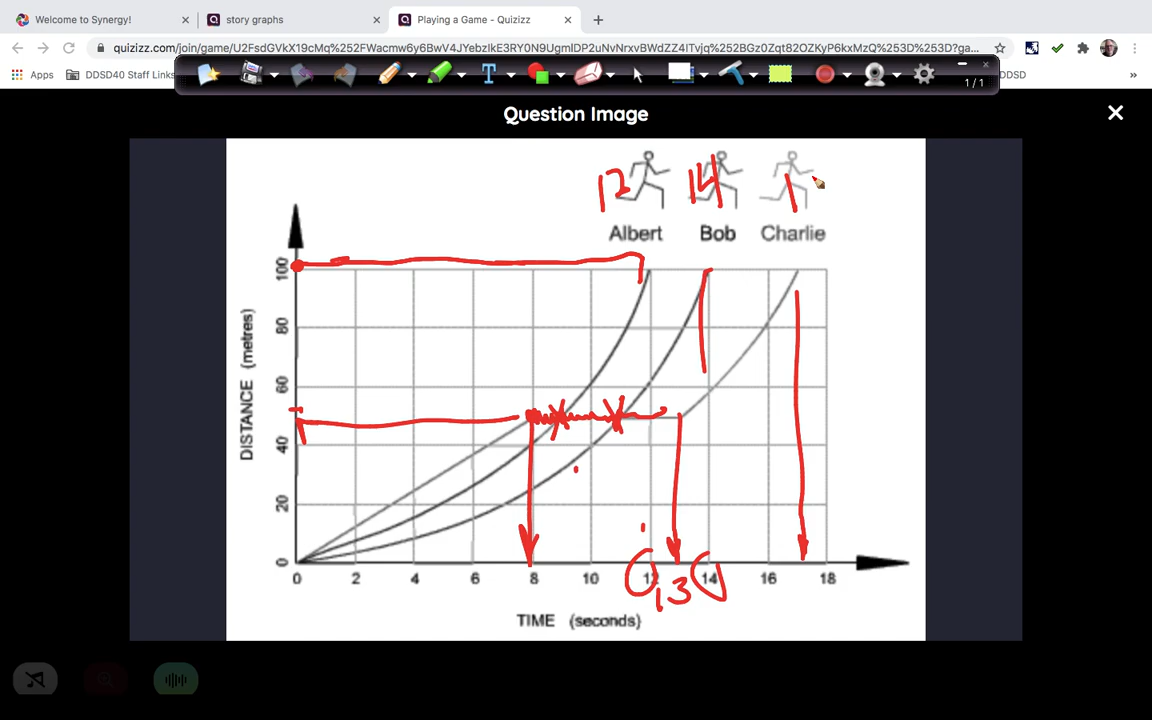 Welcome to Synergy!
story graphs
Playing a Game - Quizizz
quizizz.com/join/game/U2FsdGVkX19cMq%252FWacmw6y6BwV4JYebzIkE3RY0N9UgmIDP2uNvNrxvBWdZZ4ITvjq%252BGz0Zqt82OZKyP6kxMzQ%253D%253D?ga...
Apps
DDSD40 Staff Links
DDSD
»
T
1/1
Question Image
12
14
1
Albert
Bob
Charlie
DISTANCE (metres)
100
80
60
40
20
0
0
2
4
6
8
10
12
13
14
16
18
TIME (seconds)